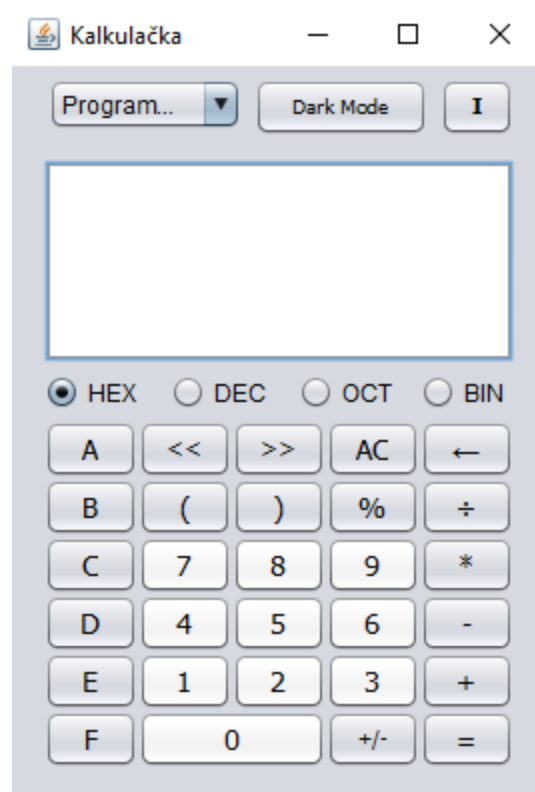 Kalkulačka
Program... Dark Mode I
HEX DEC OCT BIN
A << >> AC ←
B ( ) % ÷
C 7 8 9 *
D 4 5 6 -
E 1 2 3 +
F 0 +/- =